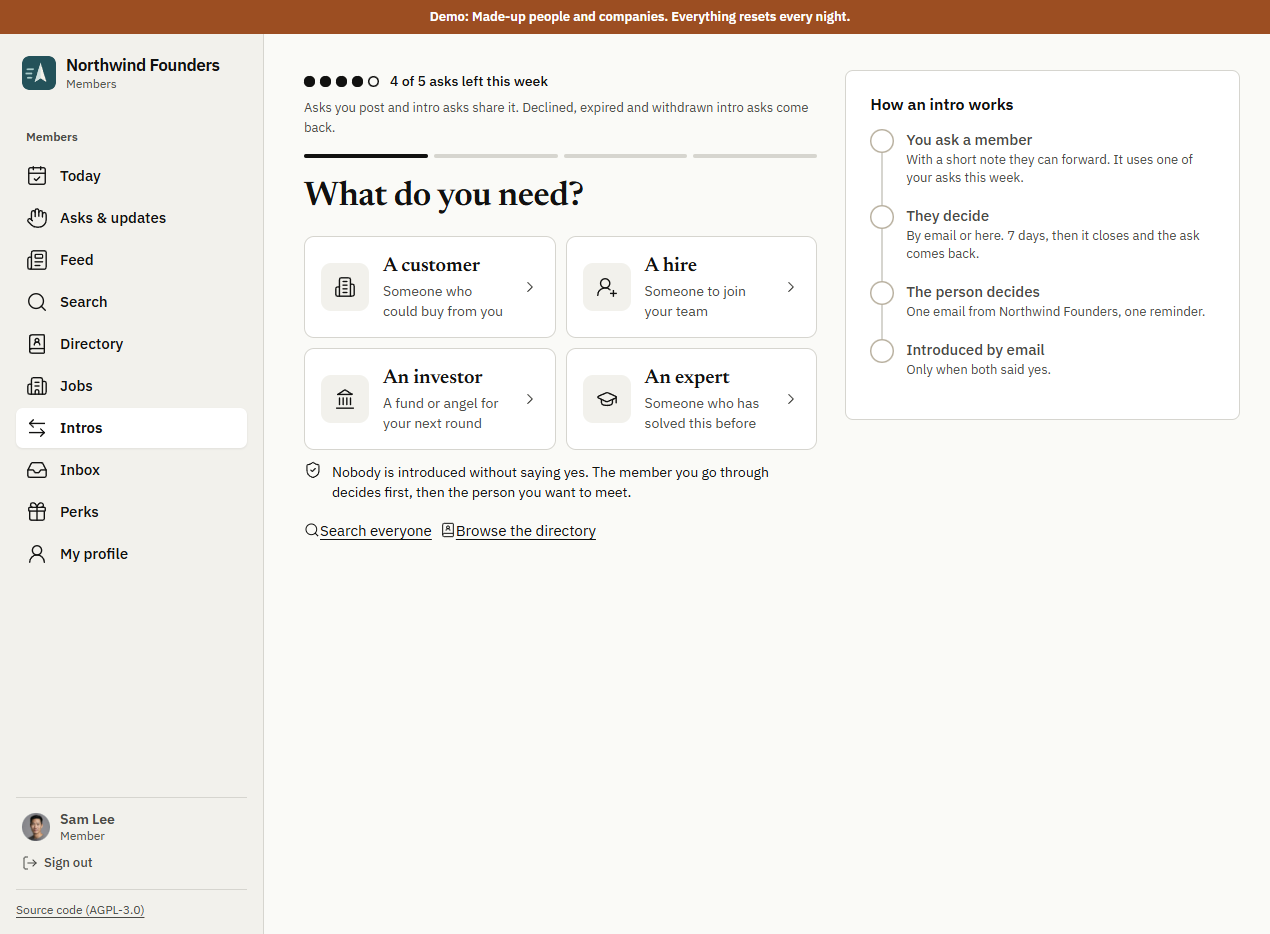 Demo: Made-up people and companies. Everything resets every night.
Northwind Founders
Members
Members
Today
Asks & updates
Feed
Search
Directory
Jobs
Intros
Inbox
Perks
My profile
Sam Lee
Member
Sign out
Source code (AGPL-3.0)
4 of 5 asks left this week
Asks you post and intro asks share it. Declined, expired and withdrawn intro asks come
back.
What do you need?
A customer
Someone who
could buy from you
A hire
Someone to join
your team
An investor
A fund or angel for
your next round
An expert
Someone who has
solved this before
Nobody is introduced without saying yes. The member you go through
decides first, then the person you want to meet.
Search everyone
Browse the directory
How an intro works
You ask a member
With a short note they can forward. It uses one of
your asks this week.
They decide
By email or here. 7 days, then it closes and the ask
comes back.
The person decides
One email from Northwind Founders, one reminder.
Introduced by email
Only when both said yes.